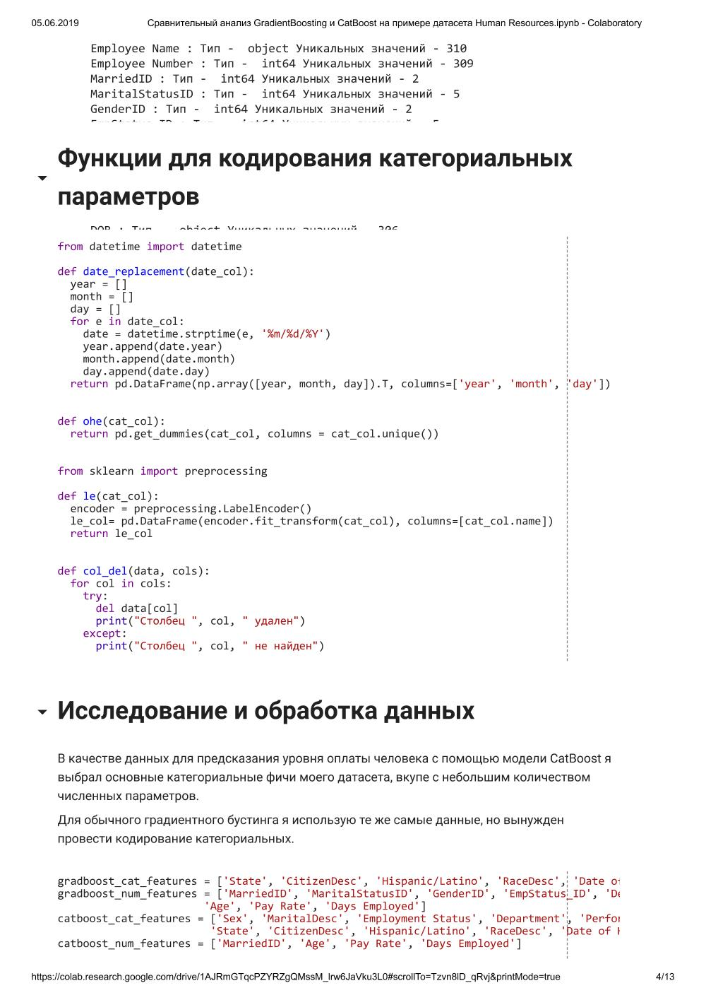 05.06.2019 Сравнительный анализ GradientBoosting и CatBoost на примере датасета Human Resources.ipynb - Colaboratory
Employee Name : Тип -  object Уникальных значений - 310
Employee Number : Тип -  int64 Уникальных значений - 309
MarriedID : Тип -  int64 Уникальных значений - 2
MaritalStatusID : Тип -  int64 Уникальных значений - 5
GenderID : Тип -  int64 Уникальных значений - 2
Функции для кодирования категориальных
параметров
from datetime import datetime
def date_replacement(date_col):
  year = []
  month = []
  day = []
  for e in date_col:
    date = datetime.strptime(e, '%m/%d/%Y')
    year.append(date.year)
    month.append(date.month)
    day.append(date.day)
  return pd.DataFrame(np.array([year, month, day]).T, columns=['year', 'month', 'day'])
def ohe(cat_col):
  return pd.get_dummies(cat_col, columns = cat_col.unique())
from sklearn import preprocessing
def le(cat_col):
  encoder = preprocessing.LabelEncoder()
  le_col= pd.DataFrame(encoder.fit_transform(cat_col), columns=[cat_col.name])
  return le_col
def col_del(data, cols):
  for col in cols:
    try:
      del data[col]
      print("Столбец ", col, " удален")
    except:
      print("Столбец ", col, " не найден")
Исследование и обработка данных
В качестве данных для предсказания уровня оплаты человека с помощью модели CatBoost я
выбрал основные категориальные фичи моего датасета, вкупе с небольшим количеством
численных параметров.
Для обычного градиентного бустинга я использую те же самые данные, но вынужден
провести кодирование категориальных.
gradboost_cat_features = ['State', 'CitizenDesc', 'Hispanic/Latino', 'RaceDesc', 'Date of
gradboost_num_features = ['MarriedID', 'MaritalStatusID', 'GenderID', 'EmpStatus_ID', 'De
'Age', 'Pay Rate', 'Days Employed']
catboost_cat_features = ['Sex', 'MaritalDesc', 'Employment Status', 'Department', 'Perfor
'State', 'CitizenDesc', 'Hispanic/Latino', 'RaceDesc', 'Date of H
catboost_num_features = ['MarriedID', 'Age', 'Pay Rate', 'Days Employed']
https://colab.research.google.com/drive/1AJRmGTqcPZYRZgQMssM_lrw6JaVku3L0#scrollTo=Tzvn8lD_qRvj&printMode=true 4/13